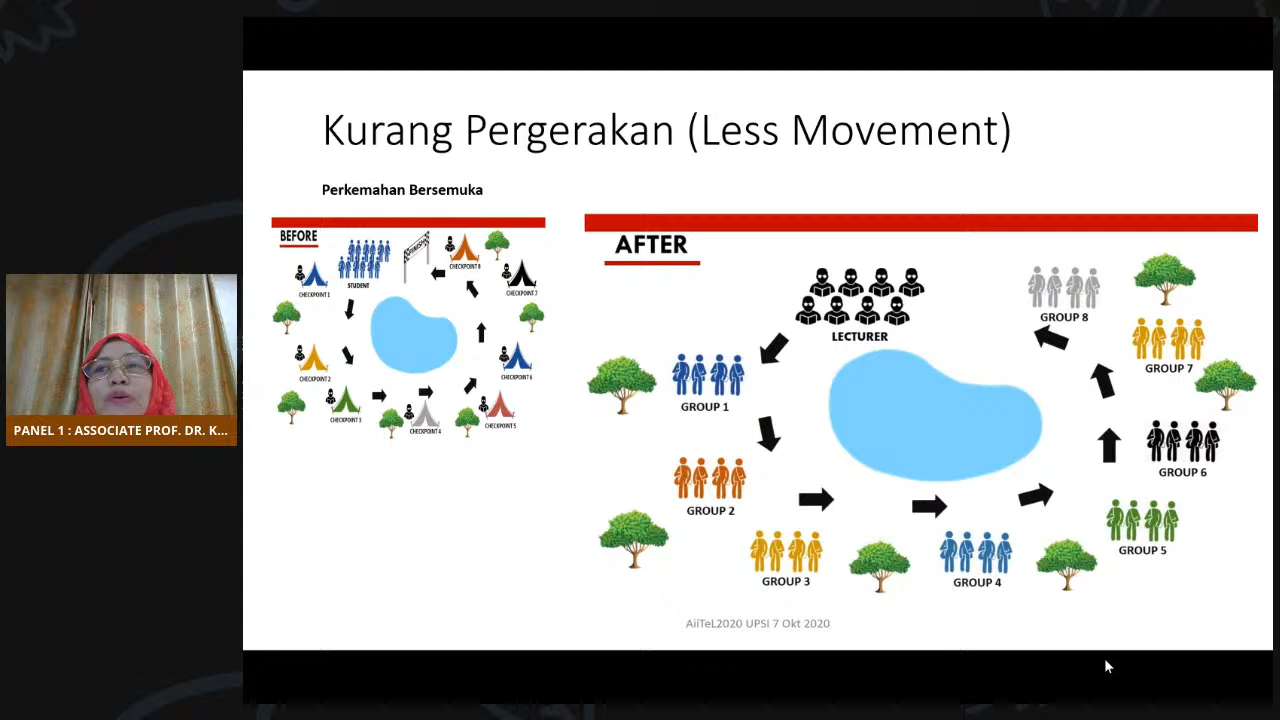 Kurang Pergerakan (Less Movement)
Perkemahan Bersemuka
BEFORE
STUDENT
CHECKPOINT 8
CHECKPOINT 1
CHECKPOINT 7
CHECKPOINT 2
CHECKPOINT 6
CHECKPOINT 3
CHECKPOINT 4
CHECKPOINT 5
AFTER
LECTURER
GROUP 8
GROUP 1
GROUP 7
GROUP 2
GROUP 6
GROUP 3
GROUP 4
GROUP 5
AiiTeL2020 UPSI 7 Okt 2020
PANEL 1 : ASSOCIATE PROF. DR. K...